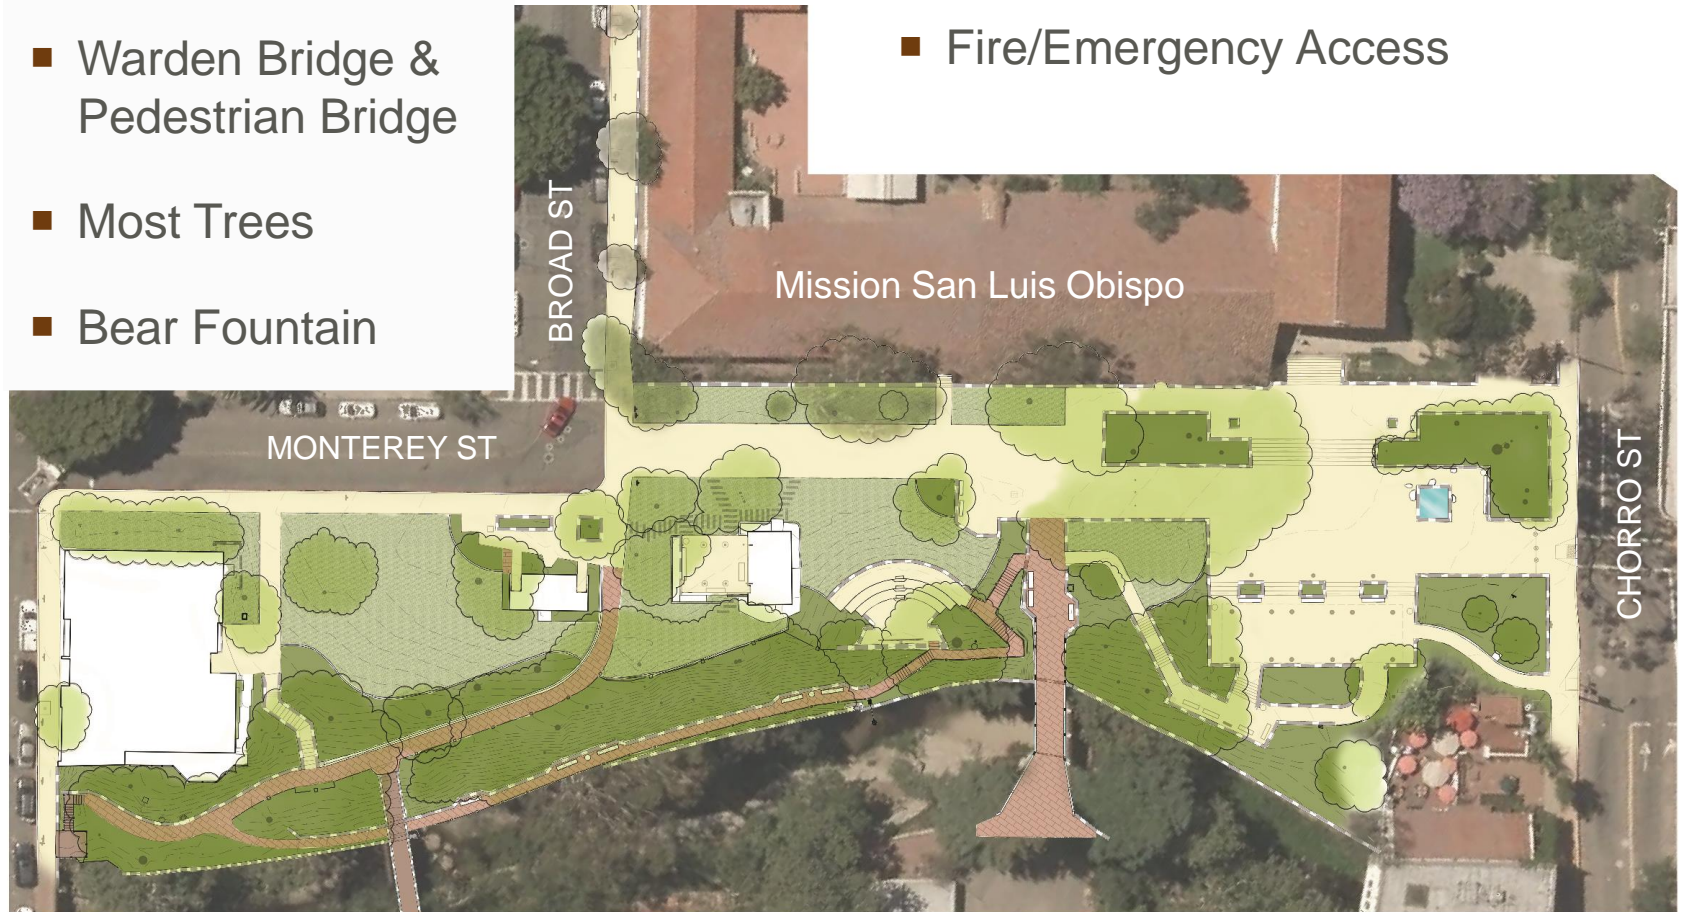 Warden Bridge &
Pedestrian Bridge
Most Trees
Bear Fountain
Fire/Emergency Access
BROAD ST
Mission San Luis Obispo
MONTEREY ST
CHORRO ST